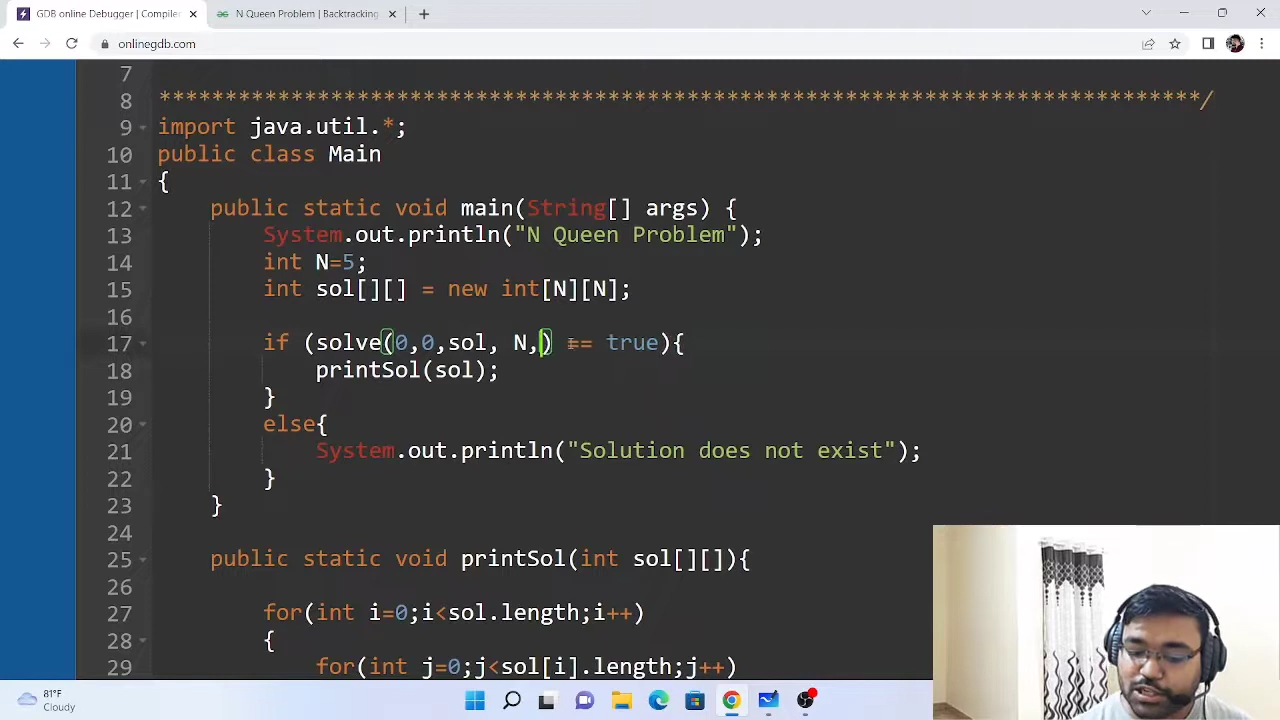 GDB online Debugger | Compiler
N Queen Problem | Backtracking
onlinegdb.com
7
8 ********************************************************************************/
9 import java.util.*;
10 public class Main
11 {
12 public static void main(String[] args) {
13 System.out.println("N Queen Problem");
14 int N=5;
15 int sol[][] = new int[N][N];
16
17 if (solve(0,0,sol, N,) == true){
18 printSol(sol);
19 }
20 else{
21 System.out.println("Solution does not exist");
22 }
23 }
24
25 public static void printSol(int sol[][]){
26
27 for(int i=0;i<sol.length;i++)
28 {
29 for(int j=0;j<sol[i].length;j++)
81°F
Cloudy